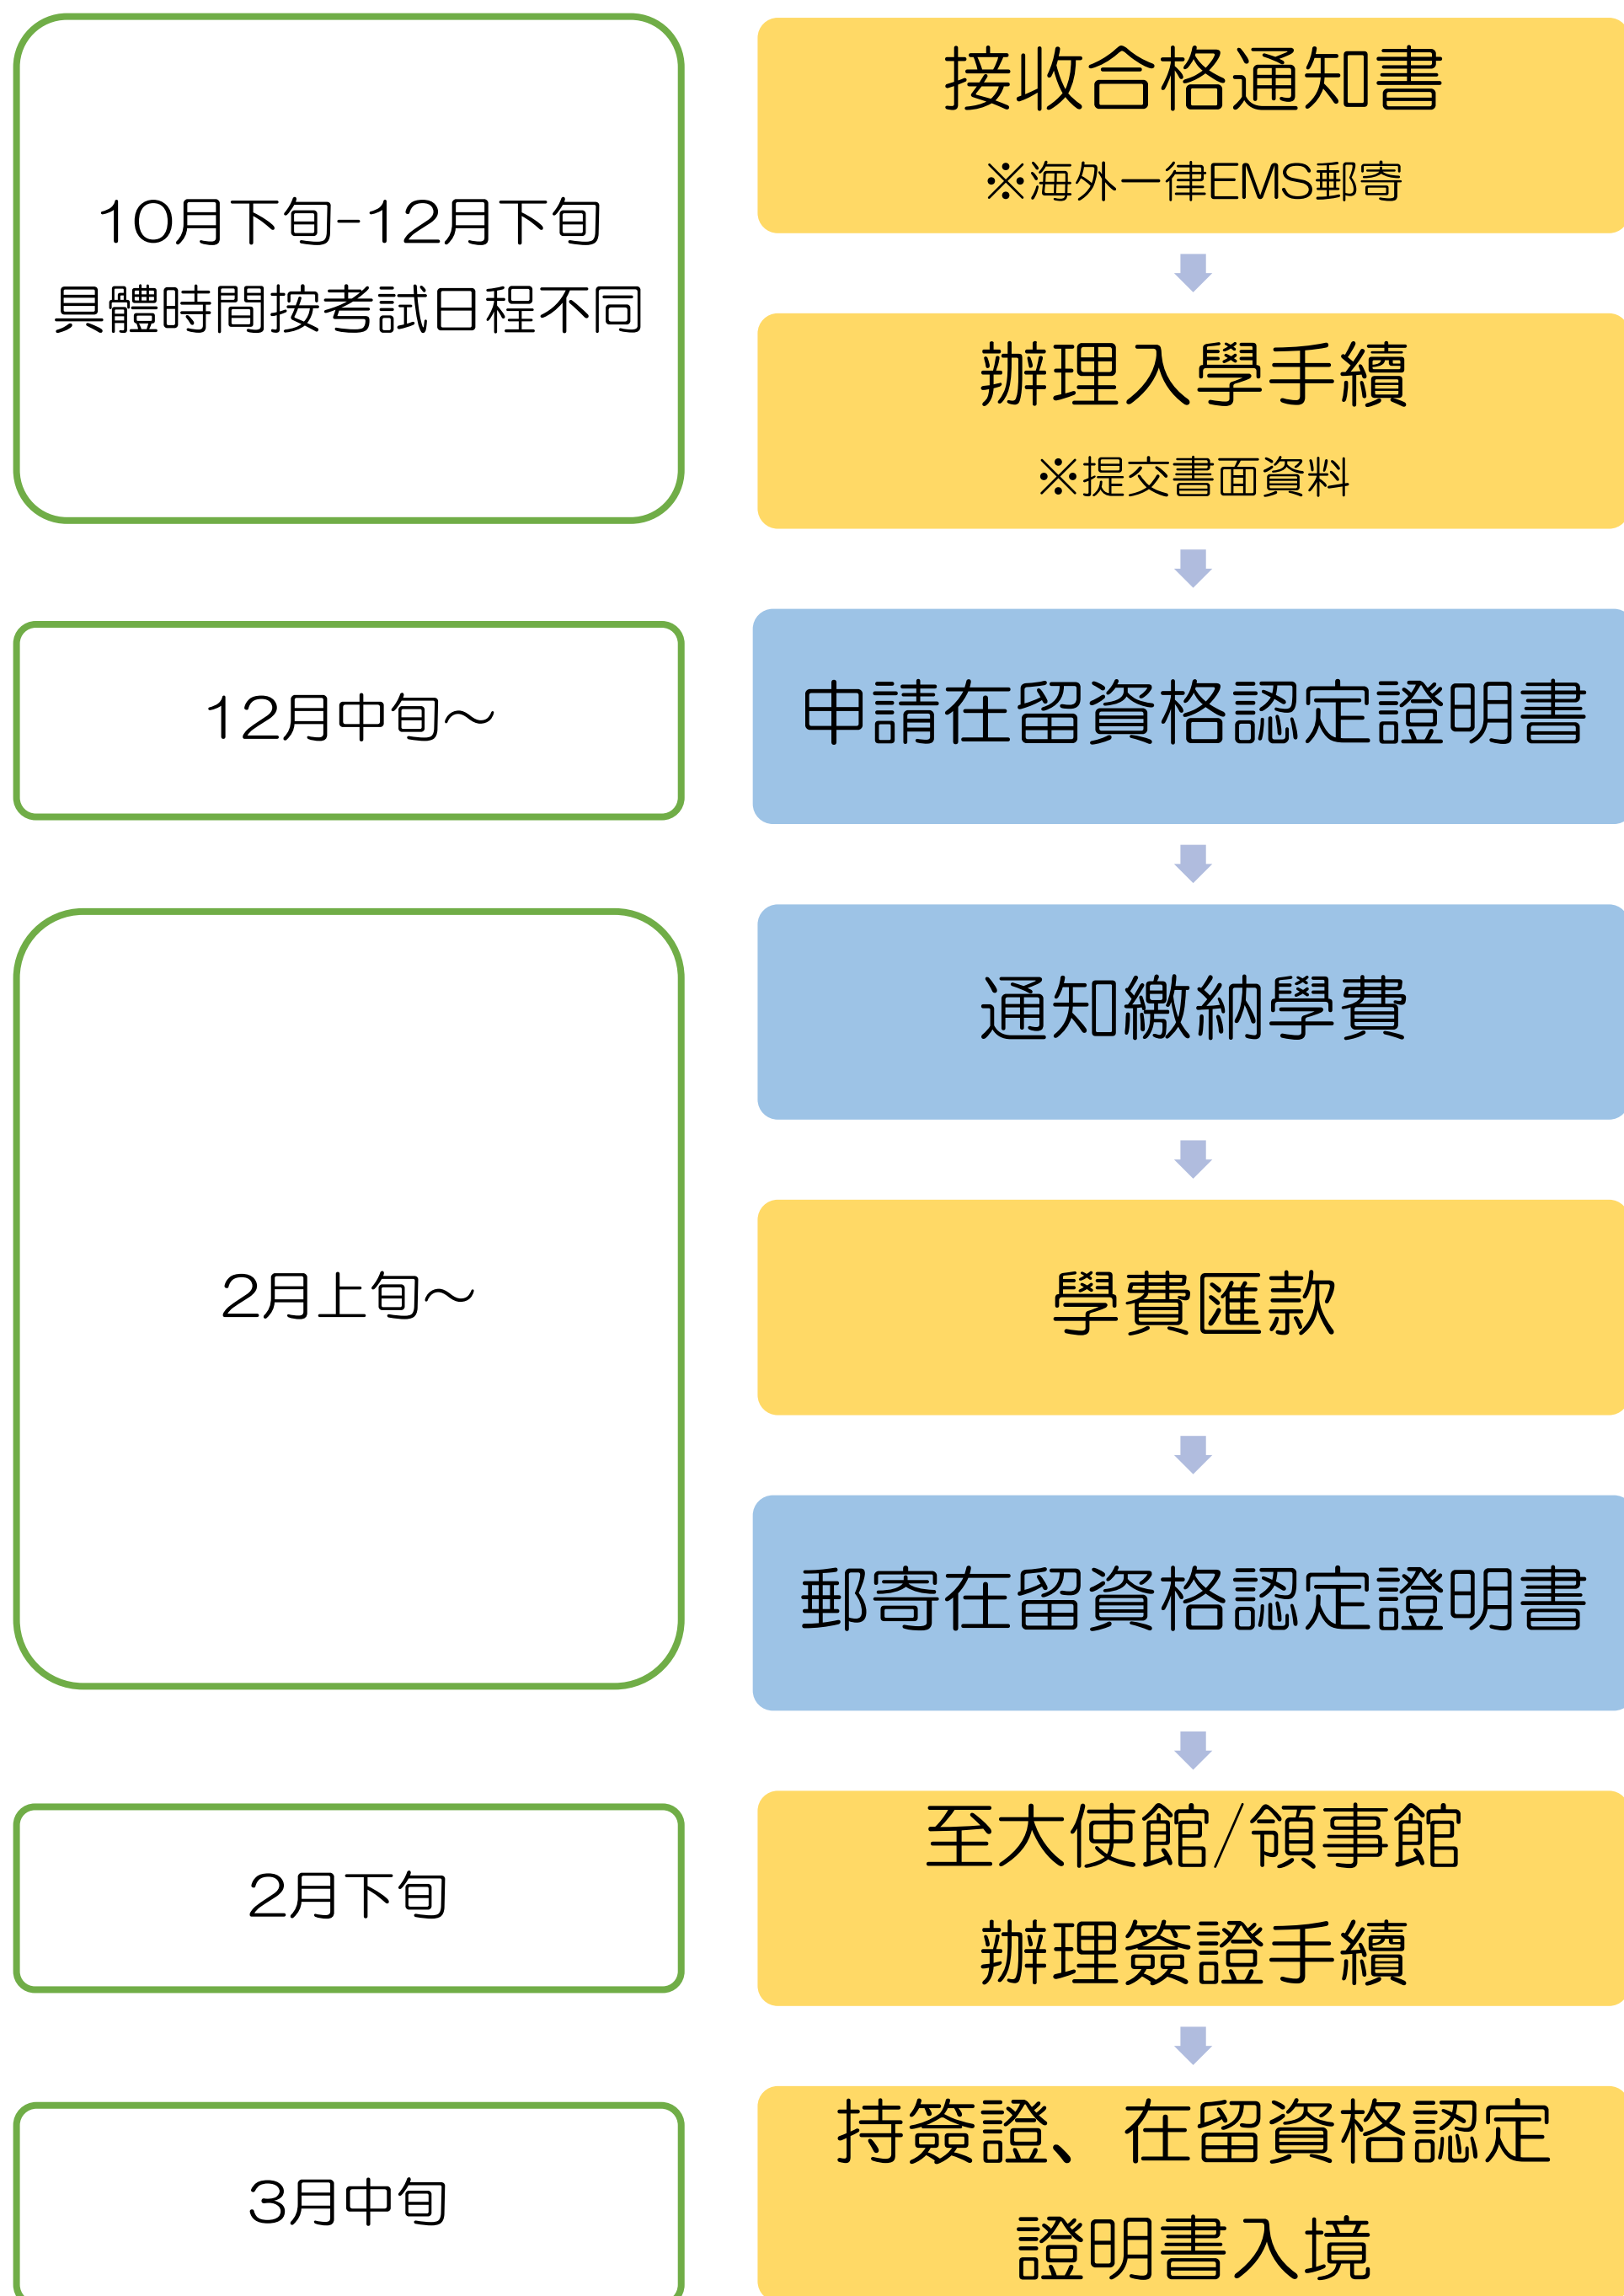 10月下旬-12月下旬
具體時間按考試日程不同
接收合格通知書
※海外一律EMS郵寄
辦理入學手續
※提交書面資料
12月中旬～
申請在留資格認定證明書
2月上旬～
通知繳納學費
學費匯款
郵寄在留資格認定證明書
2月下旬
至大使館/領事館
辦理簽證手續
3月中旬
持簽證、在留資格認定
證明書入境